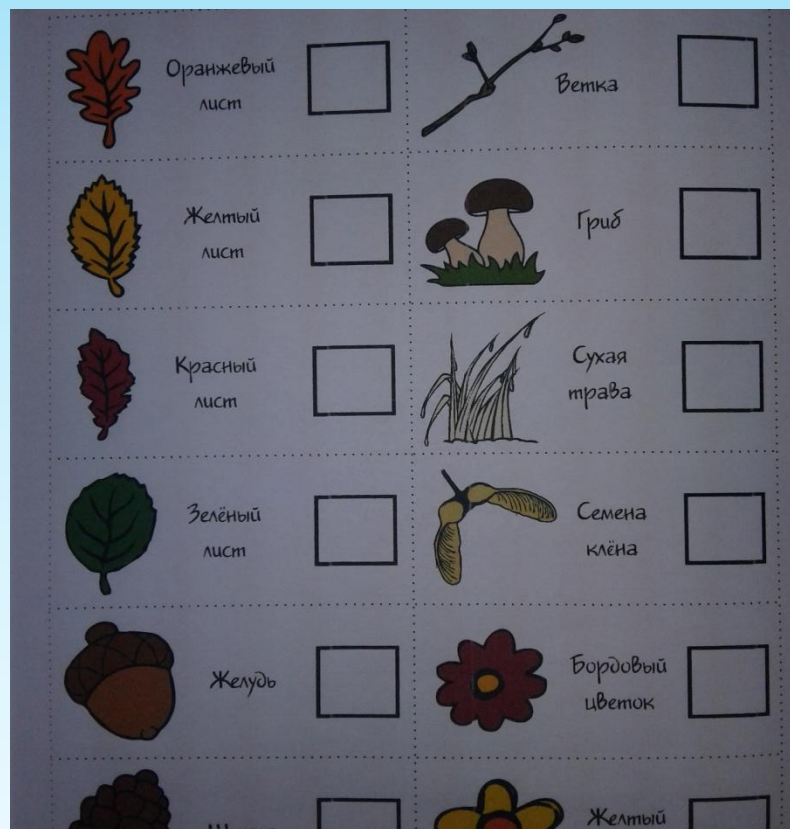 Оранжевый
лист
Ветка
Желтый
лист
Гриб
Красный
лист
Сухая
трава
Зелёный
лист
Семена
клёна
Желудь
Бордовый
цветок
Желтый